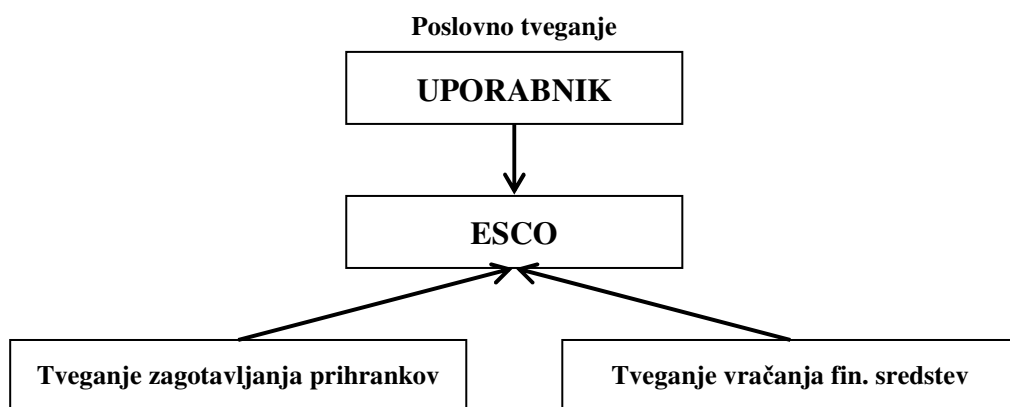 Poslovno tveganje
UPORABNIK
ESCO
Tveganje zagotavljanja prihrankov
Tveganje vračanja fin. sredstev